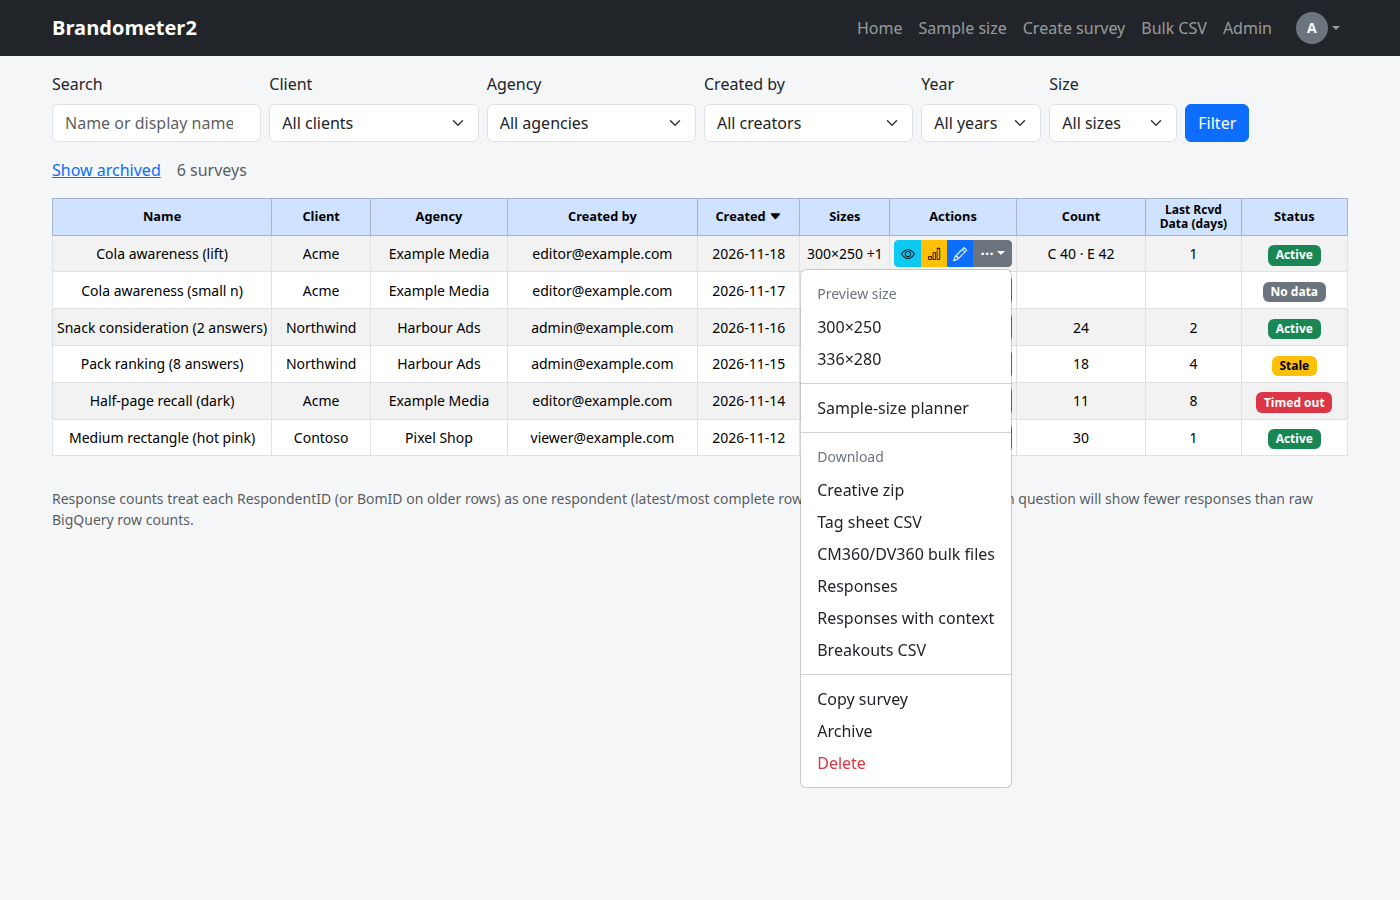 Brandometer2
Home Sample size Create survey Bulk CSV Admin A
Search Client Agency Created by Year Size
Name or display name All clients All agencies All creators All years All sizes Filter
Show archived 6 surveys
Name Client Agency Created by Created Sizes Actions Count Last Rcvd Data (days) Status
Cola awareness (lift) Acme Example Media editor@example.com 2026-11-18 300×250 +1 C 40 · E 42 1 Active
Cola awareness (small n) Acme Example Media editor@example.com 2026-11-17 No data
Snack consideration (2 answers) Northwind Harbour Ads admin@example.com 2026-11-16 24 2 Active
Pack ranking (8 answers) Northwind Harbour Ads admin@example.com 2026-11-15 18 4 Stale
Half-page recall (dark) Acme Example Media editor@example.com 2026-11-14 11 8 Timed out
Medium rectangle (hot pink) Contoso Pixel Shop viewer@example.com 2026-11-12 30 1 Active
Preview size
300×250
336×280
Sample-size planner
Download
Creative zip
Tag sheet CSV
CM360/DV360 bulk files
Responses
Responses with context
Breakouts CSV
Copy survey
Archive
Delete
Response counts treat each RespondentID (or BomID on older rows) as one respondent (latest/most complete row question will show fewer responses than raw
BigQuery row counts.